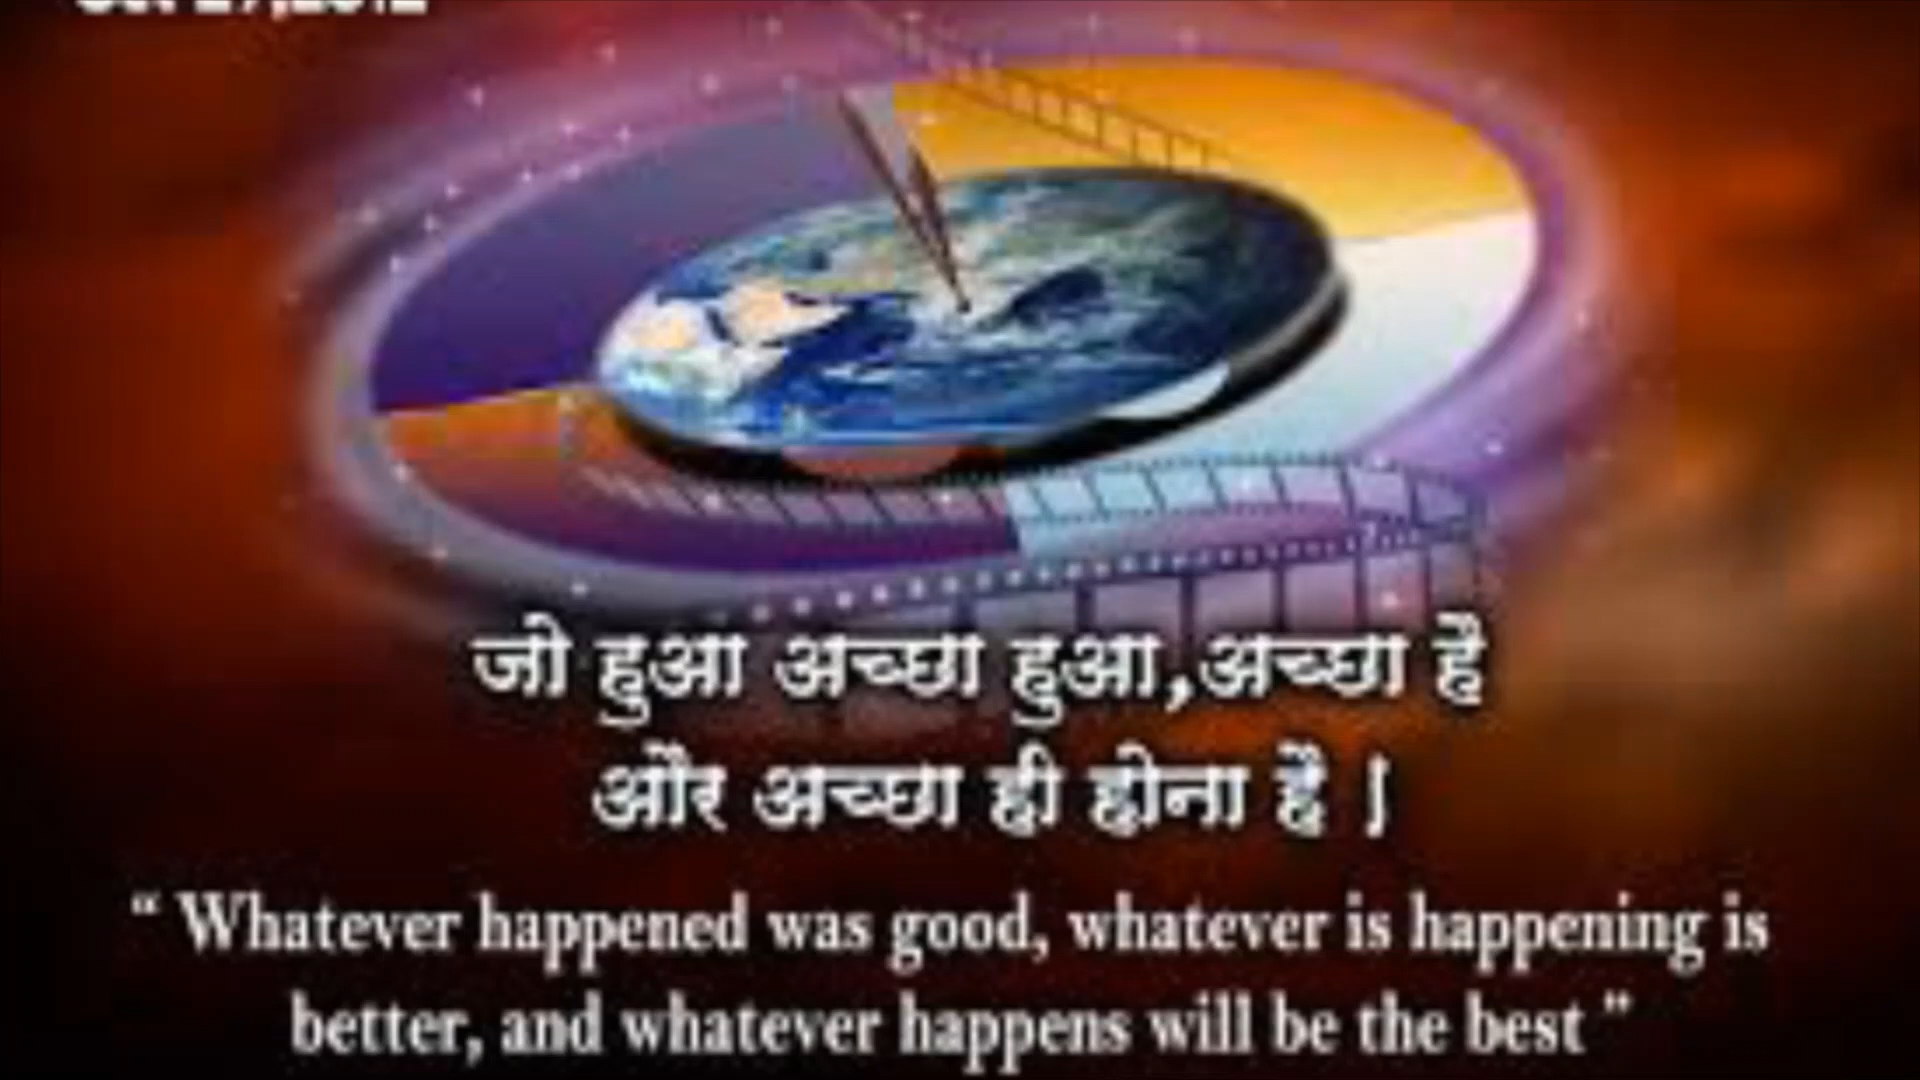 जो हुआ अच्छा हुआ,अच्छा है
और अच्छा ही होना है |
“ Whatever happened was good, whatever is happening is
better, and whatever happens will be the best ”